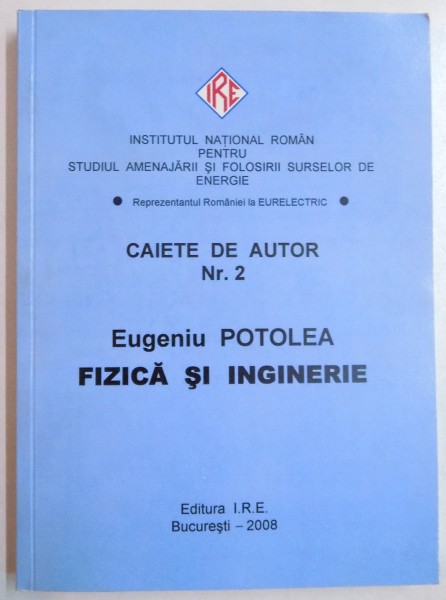 IRE
INSTITUTUL NAŢIONAL ROMÂN
PENTRU
STUDIUL AMENAJĂRII ŞI FOLOSIRII SURSELOR DE
ENERGIE
● Reprezentantul României la EURELECTRIC ●
CAIETE DE AUTOR
Nr. 2
Eugeniu POTOLEA
FIZICĂ ŞI INGINERIE
Editura I.R.E.
Bucureşti – 2008